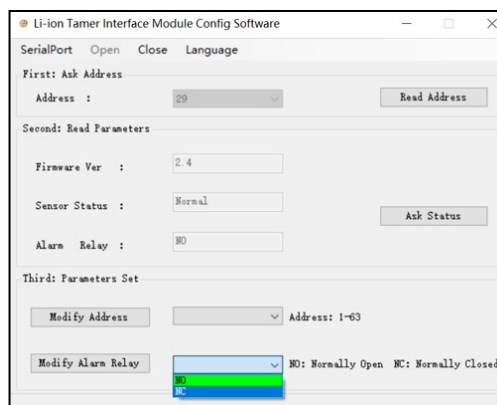 Li-ion Tamer Interface Module Config Software
SerialPort Open Close Language
First: Ask Address
Address : 29 Read Address
Second: Read Parameters
Firmware Ver : 2.4
Sensor Status : Normal
Ask Status
Alarm Relay : NO
Third: Parameters Set
Modify Address Address: 1-63
Modify Alarm Relay NO: Normally Open NC: Normally Closed
NO
NC